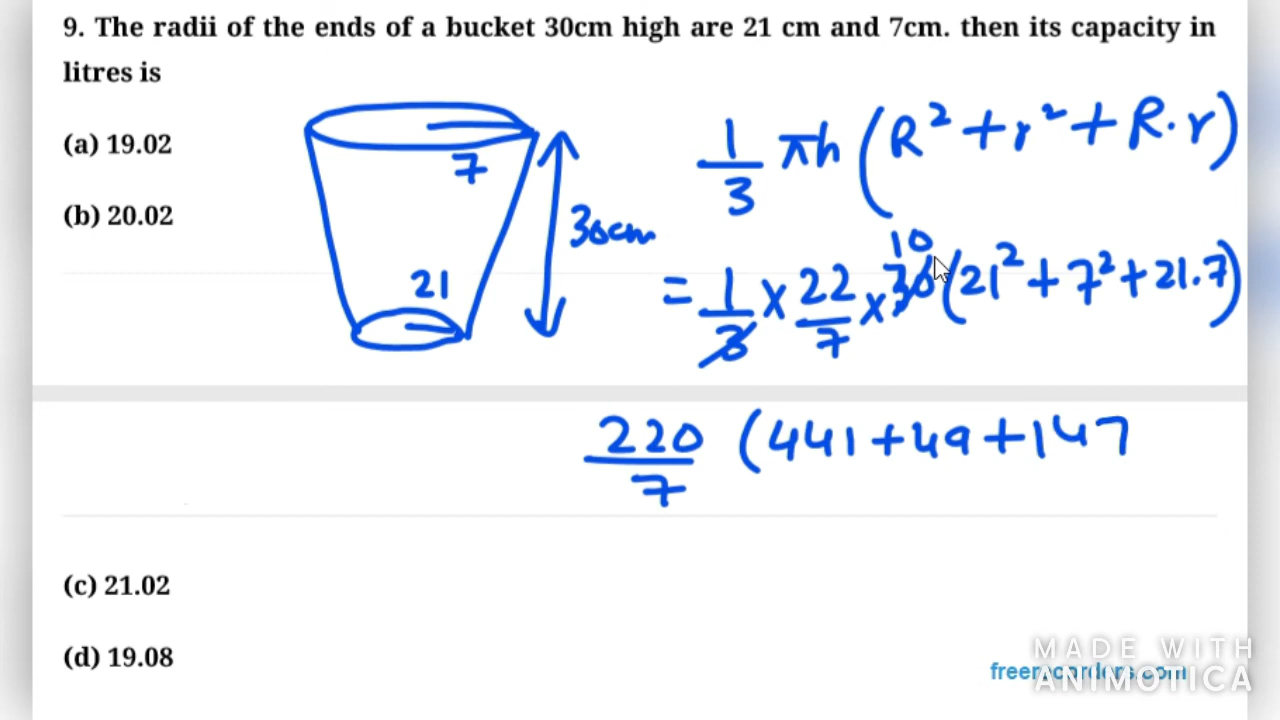 9. The radii of the ends of a bucket 30cm high are 21 cm and 7cm. then its capacity in
litres is
(a) 19.02
(b) 20.02
7
30cm
21
1/3 πh (R² + r² + R·r)
= 1/3 × 22/7 × 30 10 (21² + 7² + 21.7)
220/7 (441+49+147
(c) 21.02
(d) 19.08
MADE WITH
ANIMOTICA